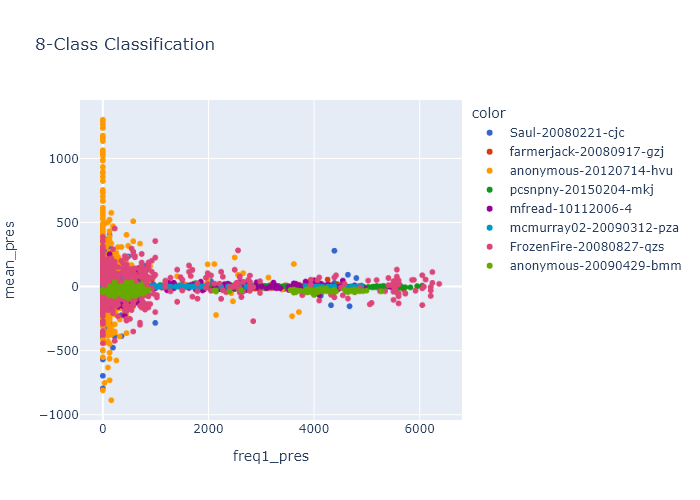 8-Class Classification
color
Saul-20080221-cjc
farmerjack-20080917-gzj
anonymous-20120714-hvu
pcsnpny-20150204-mkj
mfread-10112006-4
mcmurray02-20090312-pza
FrozenFire-20080827-qzs
anonymous-20090429-bmm
mean_pres
1000
500
0
−500
−1000
0
2000
4000
6000
freq1_pres